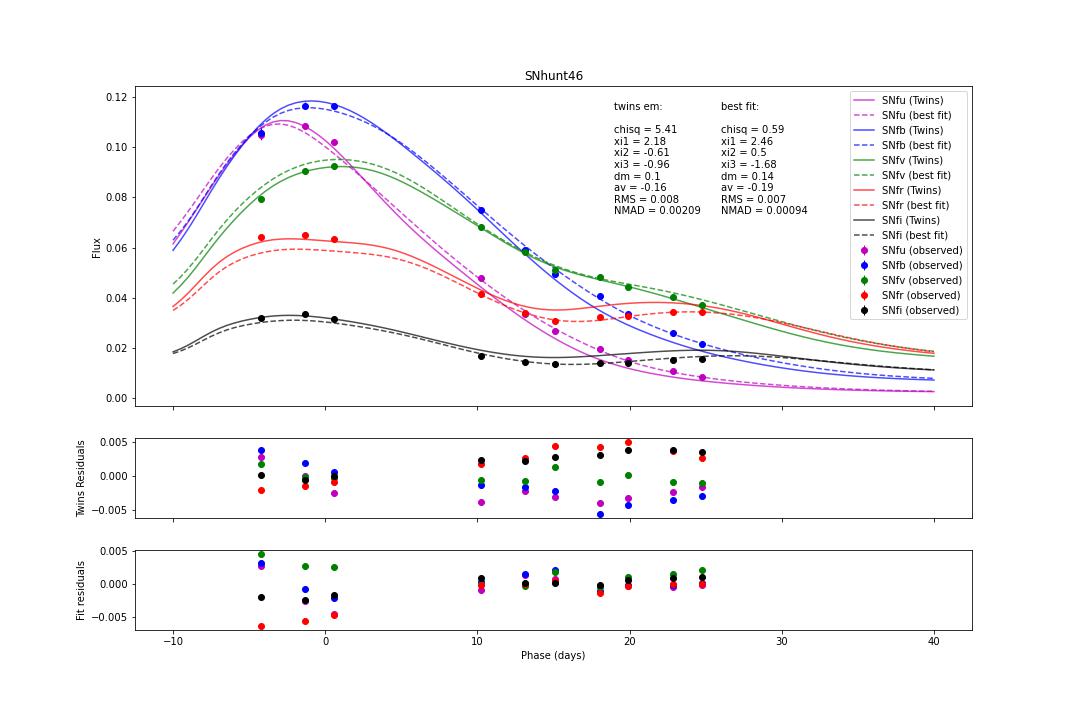 SNhunt46
0.12
0.10
0.08
0.06
0.04
0.02
0.00
Flux
twins em:
chisq = 5.41
xi1 = 2.18
xi2 = -0.61
xi3 = -0.96
dm = 0.1
av = -0.16
RMS = 0.008
NMAD = 0.00209
best fit:
chisq = 0.59
xi1 = 2.46
xi2 = 0.5
xi3 = -1.68
dm = 0.14
av = -0.19
RMS = 0.007
NMAD = 0.00094
SNfu (Twins)
SNfu (best fit)
SNfb (Twins)
SNfb (best fit)
SNfv (Twins)
SNfv (best fit)
SNfr (Twins)
SNfr (best fit)
SNfi (Twins)
SNfi (best fit)
SNfu (observed)
SNfb (observed)
SNfv (observed)
SNfr (observed)
SNfi (observed)
0.005
0.000
−0.005
Twins Residuals
0.005
0.000
−0.005
Fit residuals
−10
0
10
20
30
40
Phase (days)